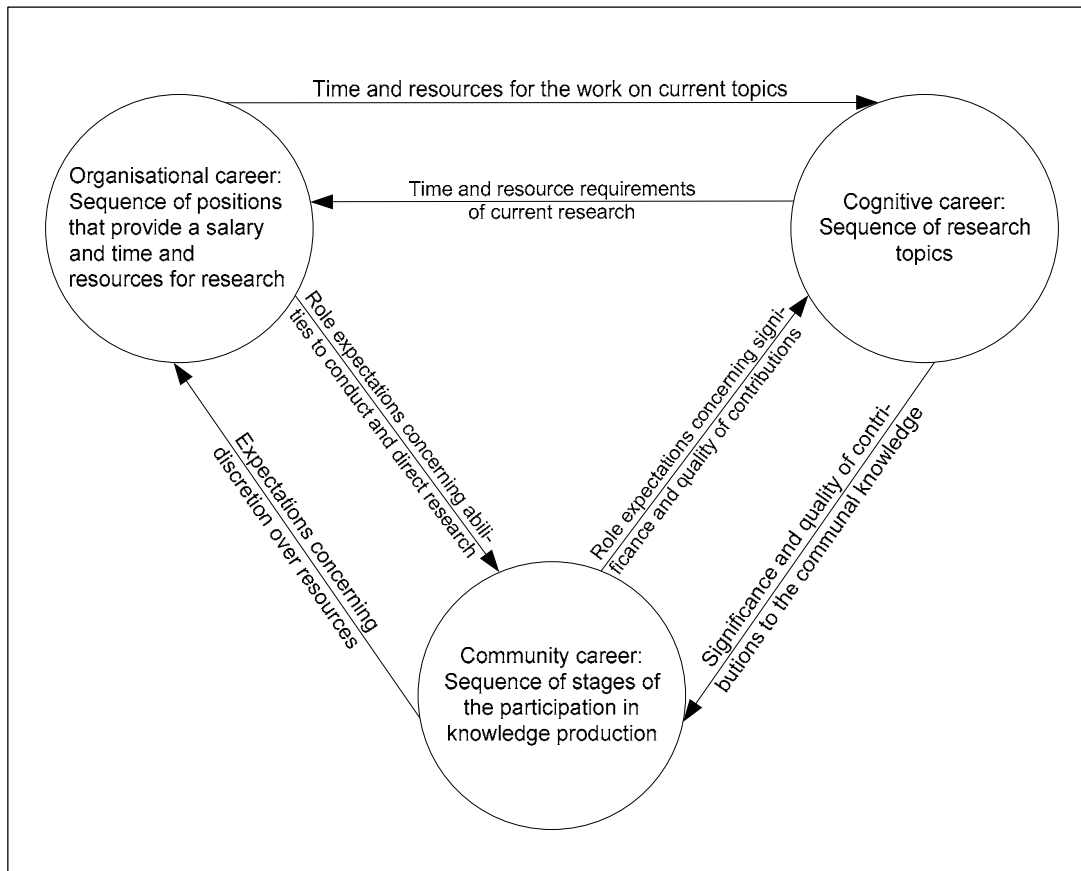 Time and resources for the work on current topics
Organisational career:
Sequence of positions
that provide a salary
and time and
resources for research
Time and resource requirements
of current research
Cognitive career:
Sequence of research
topics
Role expectations concerning abili-
ties to conduct and direct research
Role expectations concerning signi-
ficance and quality of contributions
Expectations concerning
discretion over resources
Significance and quality of contri-
butions to the communal knowledge
Community career:
Sequence of stages of
the participation in
knowledge production